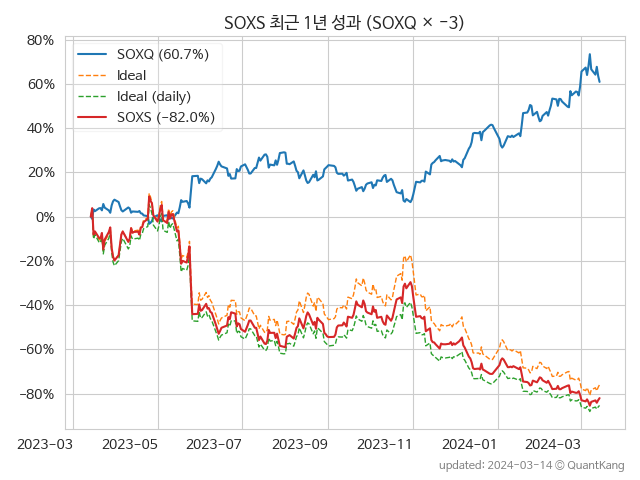 SOXS 최근 1년 성과 (SOXQ × −3)
SOXQ (60.7%)
Ideal
Ideal (daily)
SOXS (−82.0%)
80%
60%
40%
20%
0%
−20%
−40%
−60%
−80%
2023-03 2023-05 2023-07 2023-09 2023-11 2024-01 2024-03
updated: 2024-03-14 © QuantKang